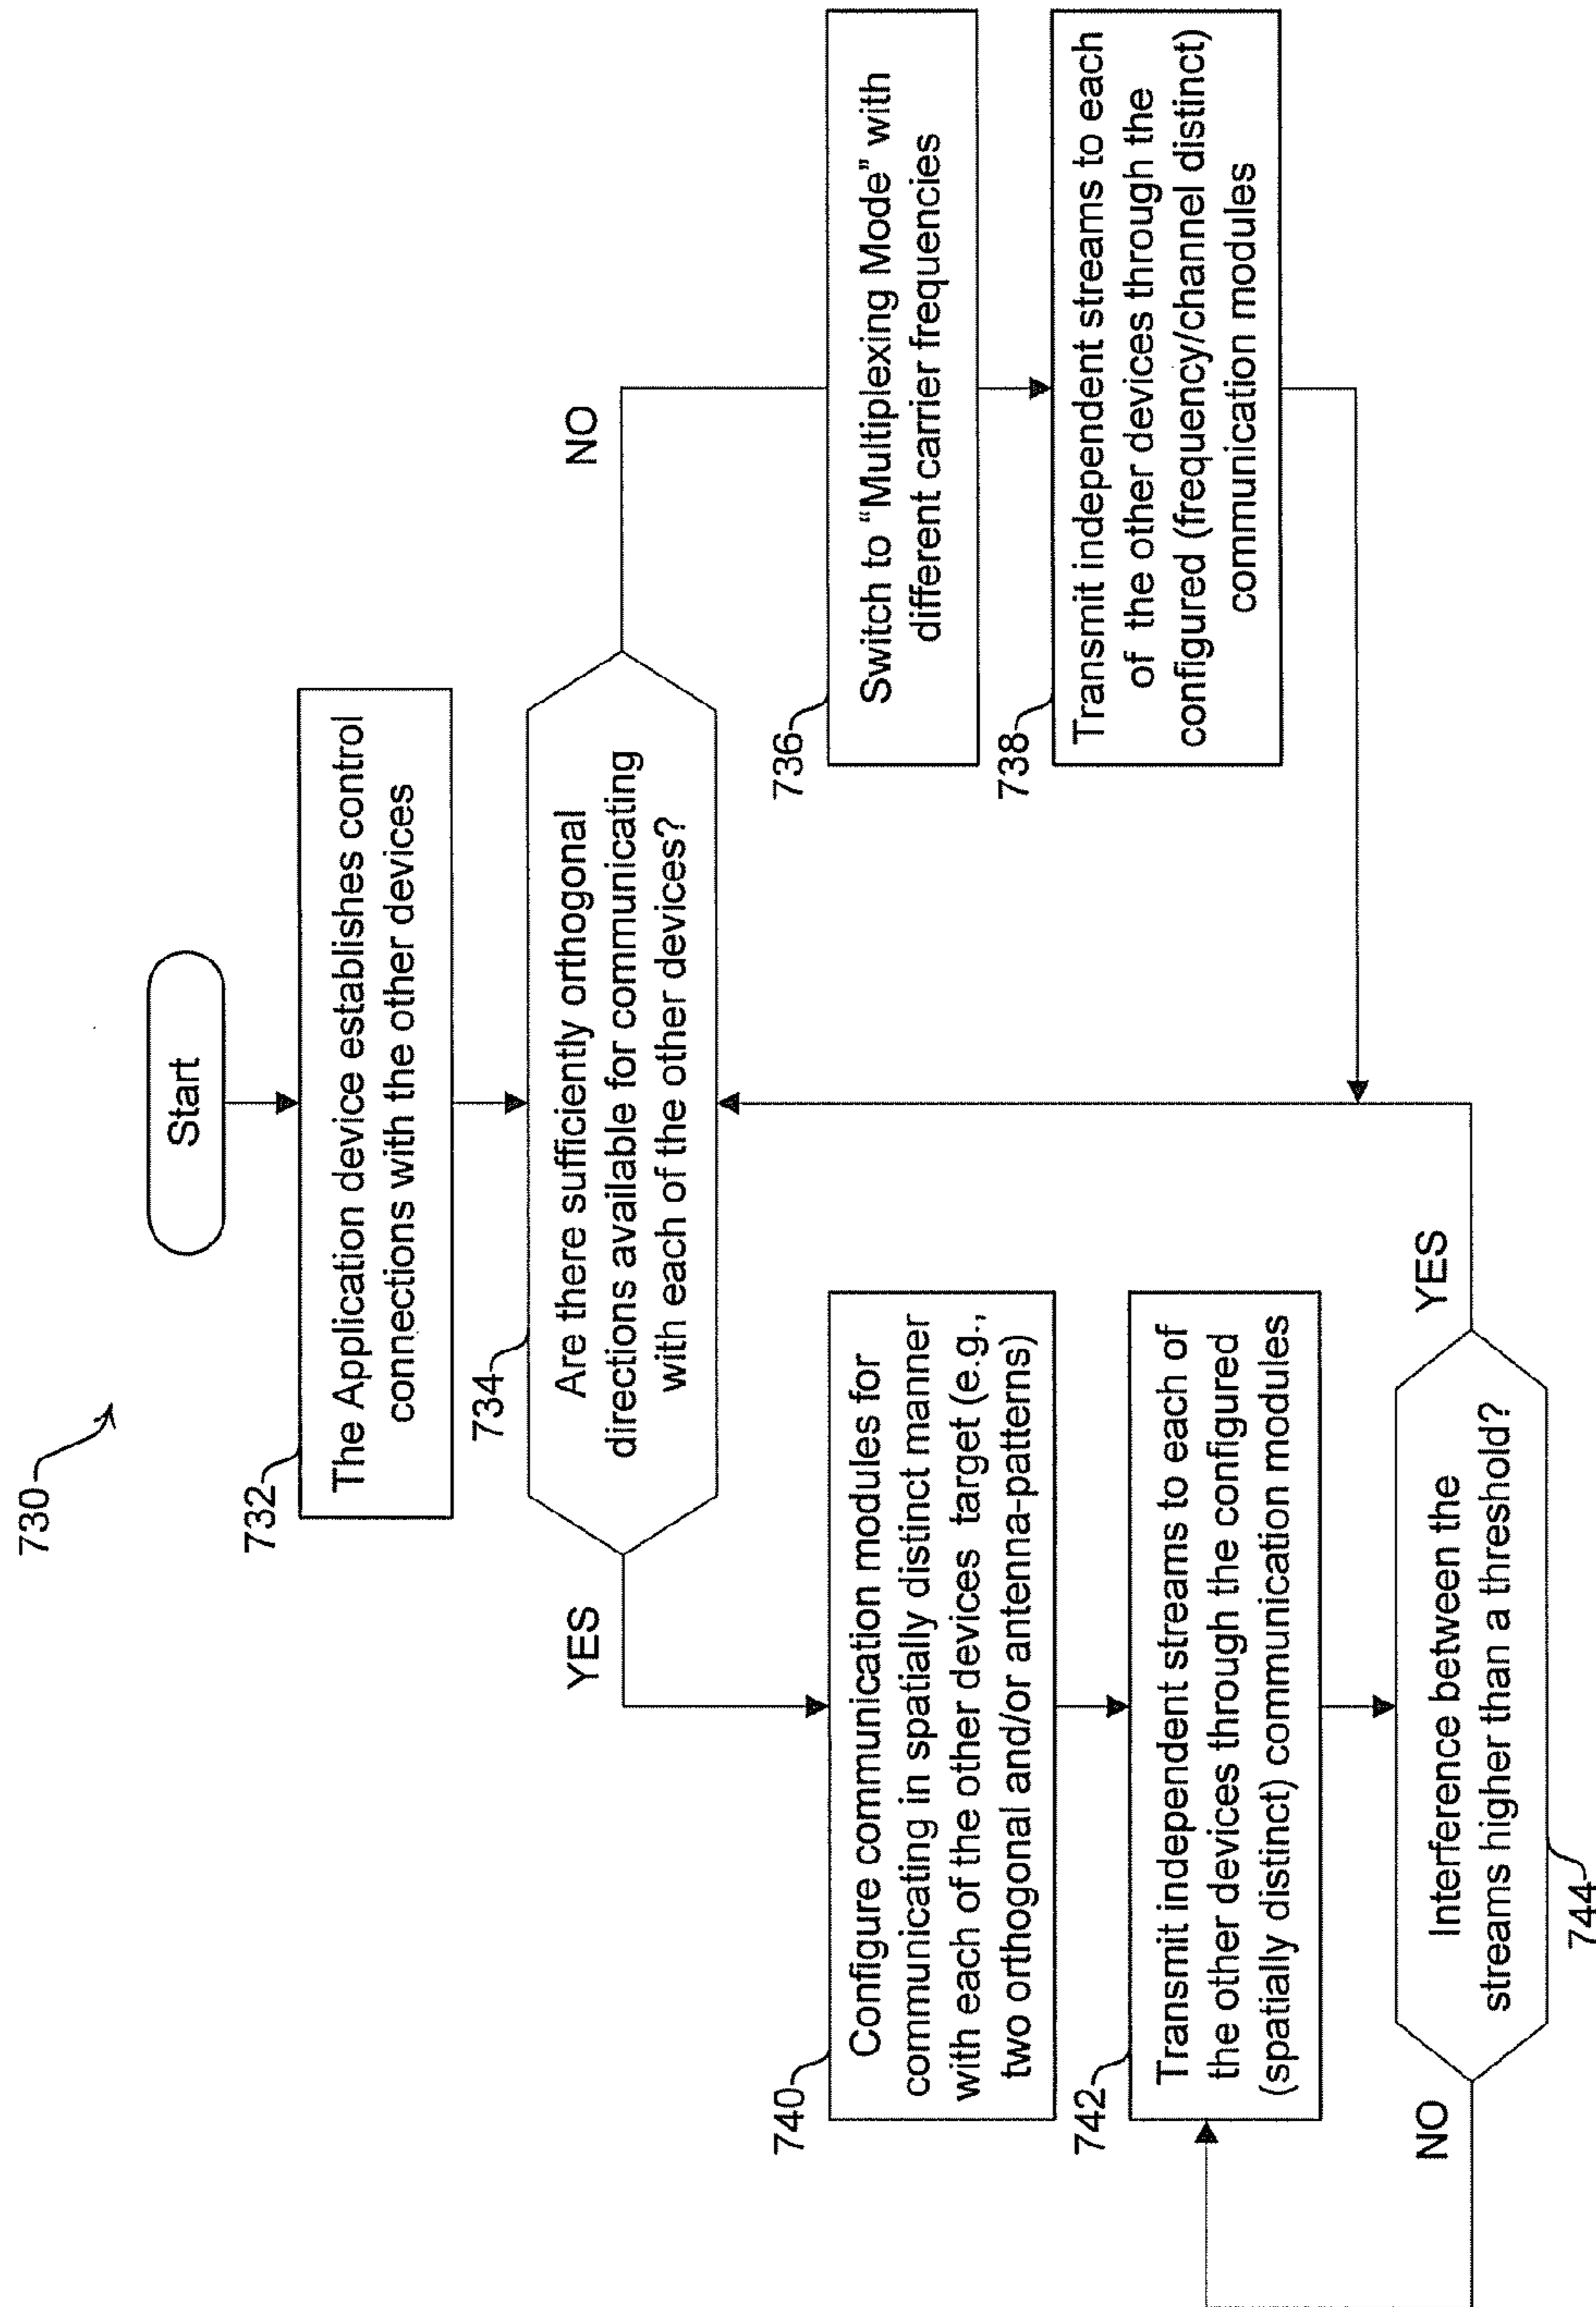 730
Start
732
The Application device establishes control
connections with the other devices
734
Are there sufficiently orthogonal
directions available for communicating
with each of the other devices?
YES
NO
740
Configure communication modules for
communicating in spatially distinct manner
with each of the other devices target (e.g.,
two orthogonal and/or antenna-patterns)
736
Switch to “Multiplexing Mode” with
different carrier frequencies
742
Transmit independent streams to each of
the other devices through the configured
(spatially distinct) communication modules
738
Transmit independent streams to each
of the other devices through the
configured (frequency/channel distinct)
communication modules
NO
Interference between the
streams higher than a threshold?
YES
744